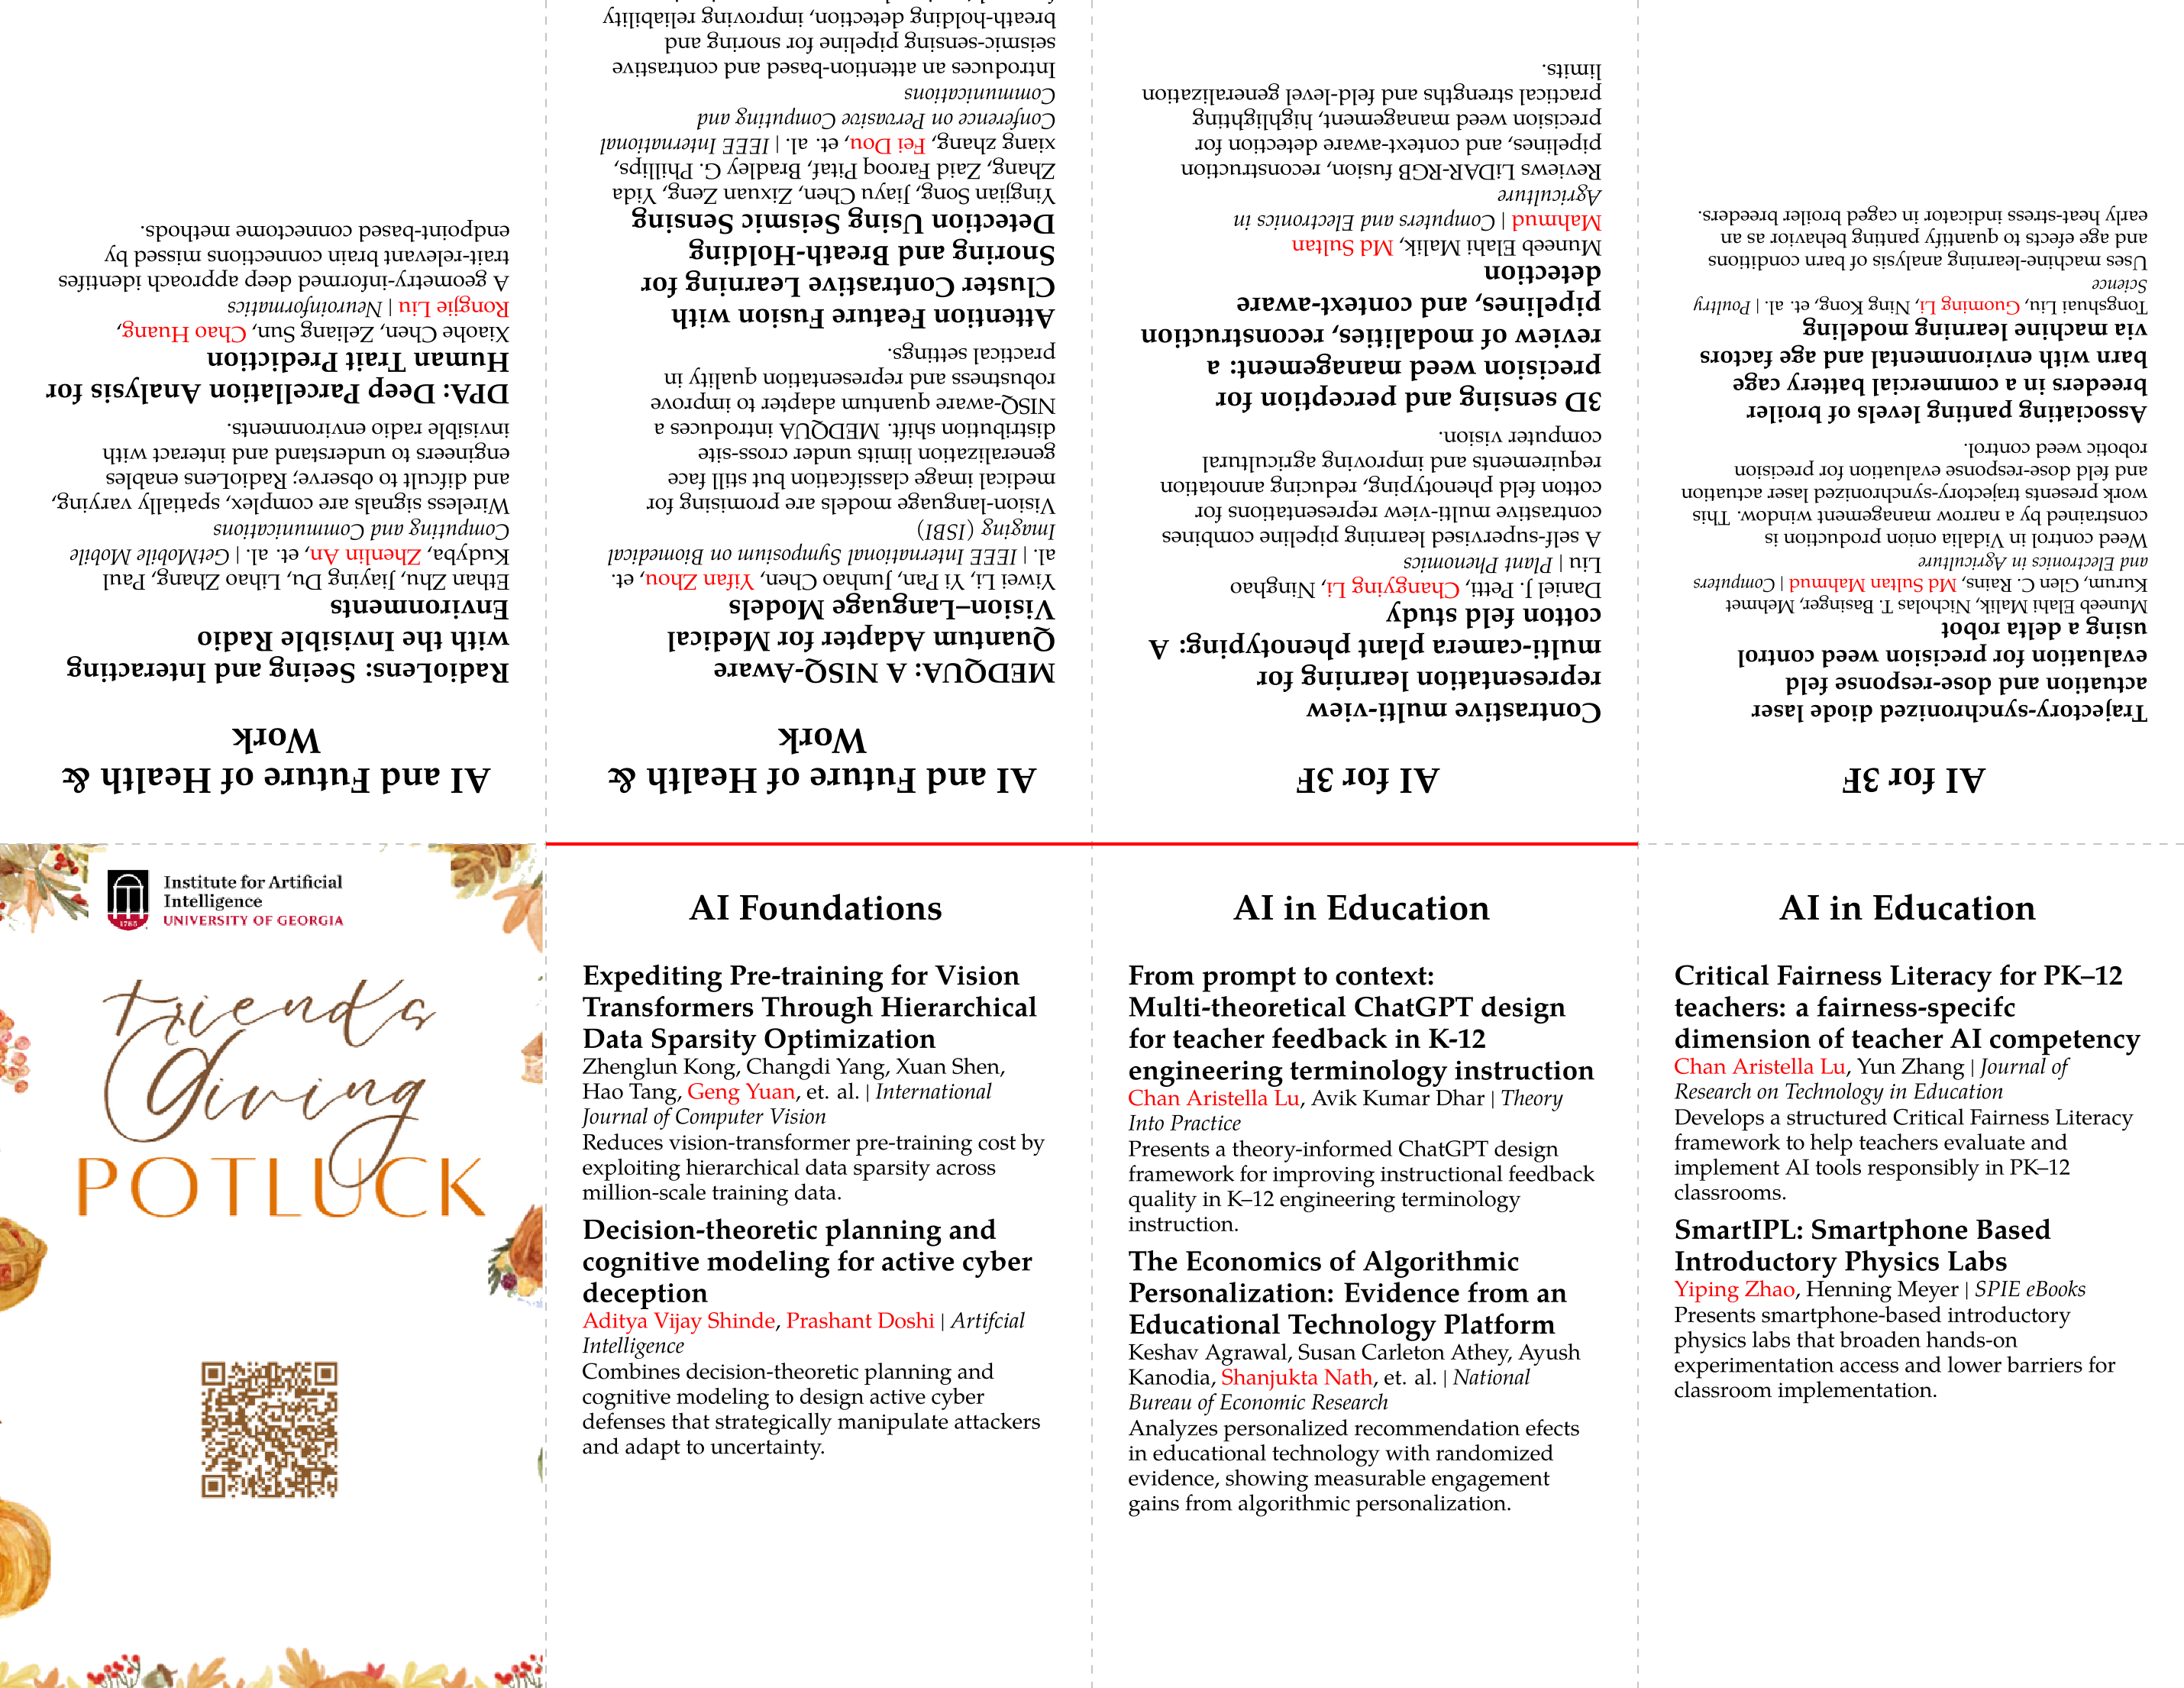 Institute for Artificial
Intelligence
UNIVERSITY OF GEORGIA
1785
Friends
Giving
POTLUCK
AI Foundations
Expediting Pre-training for Vision
Transformers Through Hierarchical
Data Sparsity Optimization
Zhenglun Kong, Changdi Yang, Xuan Shen,
Hao Tang, Geng Yuan, et. al. | International
Journal of Computer Vision
Reduces vision-transformer pre-training cost by
exploiting hierarchical data sparsity across
million-scale training data.
Decision-theoretic planning and
cognitive modeling for active cyber
deception
Aditya Vijay Shinde, Prashant Doshi | Artifcial
Intelligence
Combines decision-theoretic planning and
cognitive modeling to design active cyber
defenses that strategically manipulate attackers
and adapt to uncertainty.
AI in Education
From prompt to context:
Multi-theoretical ChatGPT design
for teacher feedback in K-12
engineering terminology instruction
Chan Aristella Lu, Avik Kumar Dhar | Theory
Into Practice
Presents a theory-informed ChatGPT design
framework for improving instructional feedback
quality in K–12 engineering terminology
instruction.
The Economics of Algorithmic
Personalization: Evidence from an
Educational Technology Platform
Keshav Agrawal, Susan Carleton Athey, Ayush
Kanodia, Shanjukta Nath, et. al. | National
Bureau of Economic Research
Analyzes personalized recommendation efects
in educational technology with randomized
evidence, showing measurable engagement
gains from algorithmic personalization.
AI in Education
Critical Fairness Literacy for PK–12
teachers: a fairness-specifc
dimension of teacher AI competency
Chan Aristella Lu, Yun Zhang | Journal of
Research on Technology in Education
Develops a structured Critical Fairness Literacy
framework to help teachers evaluate and
implement AI tools responsibly in PK–12
classrooms.
SmartIPL: Smartphone Based
Introductory Physics Labs
Yiping Zhao, Henning Meyer | SPIE eBooks
Presents smartphone-based introductory
physics labs that broaden hands-on
experimentation access and lower barriers for
classroom implementation.
AI for 3F
Trajectory-synchronized diode laser
actuation and dose-response feld
evaluation for precision weed control
using a delta robot
Muneeb Elahi Malik, Nicholas T. Basinger, Mehmet
Kurum, Glen C. Rains, Md Sultan Mahmud | Computers
and Electronics in Agriculture
Weed control in Vidalia onion production is
constrained by a narrow management window. This
work presents trajectory-synchronized laser actuation
and feld dose-response evaluation for precision
robotic weed control.
Associating panting levels of broiler
breeders in a commercial battery cage
barn with environmental and age factors
via machine learning modeling
Tongshuai Liu, Guoming Li, Ning Kong, et. al. | Poultry
Science
Uses machine-learning analysis of barn conditions
and age efects to quantify panting behavior as an
early heat-stress indicator in caged broiler breeders.
AI for 3F
Contrastive multi-view
representation learning for
multi-camera plant phenotyping: A
cotton feld study
Daniel J. Petti, Changying Li, Ninghao
Liu | Plant Phenomics
A self-supervised learning pipeline combines
contrastive multi-view representations for
cotton feld phenotyping, reducing annotation
requirements and improving agricultural
computer vision.
3D sensing and perception for
precision weed management: a
review of modalities, reconstruction
pipelines, and context-aware
detection
Muneeb Elahi Malik, Md Sultan
Mahmud | Computers and Electronics in
Agriculture
Reviews LiDAR-RGB fusion, reconstruction
pipelines, and context-aware detection for
precision weed management, highlighting
practical strengths and feld-level generalization
limits.
AI and Future of Health &
Work
MEDQUA: A NISQ-Aware
Quantum Adapter for Medical
Vision–Language Models
Yiwei Li, Yi Pan, Junhao Chen, Yifan Zhou, et.
al. | IEEE International Symposium on Biomedical
Imaging (ISBI)
Vision-language models are promising for
medical image classifcation but still face
generalization limits under cross-site
distribution shift. MEDQUA introduces a
NISQ-aware quantum adapter to improve
robustness and representation quality in
practical settings.
Attention Feature Fusion with
Cluster Contrastive Learning for
Snoring and Breath-Holding
Detection Using Seismic Sensing
Yingjian Song, Jiayu Chen, Zixuan Zeng, Yida
Zhang, Zaid Farooq Pitaf, Bradley G. Phillips,
xiang zhang, Fei Dou, et. al. | IEEE International
Conference on Pervasive Computing and
Communications
Introduces an attention-based and contrastive
seismic-sensing pipeline for snoring and
breath-holding detection, improving reliability
AI and Future of Health &
Work
RadioLens: Seeing and Interacting
with the Invisible Radio
Environments
Ethan Zhu, Jiaying Du, Lihao Zhang, Paul
Kudyba, Zhenlin An, et. al. | GetMobile Mobile
Computing and Communications
Wireless signals are complex, spatially varying,
and difcult to observe; RadioLens enables
engineers to understand and interact with
invisible radio environments.
DPA: Deep Parcellation Analysis for
Human Trait Prediction
Xiaohe Chen, Zeliang Sun, Chao Huang,
Rongjie Liu | Neuroinformatics
A geometry-informed deep approach identifes
trait-relevant brain connections missed by
endpoint-based connectome methods.